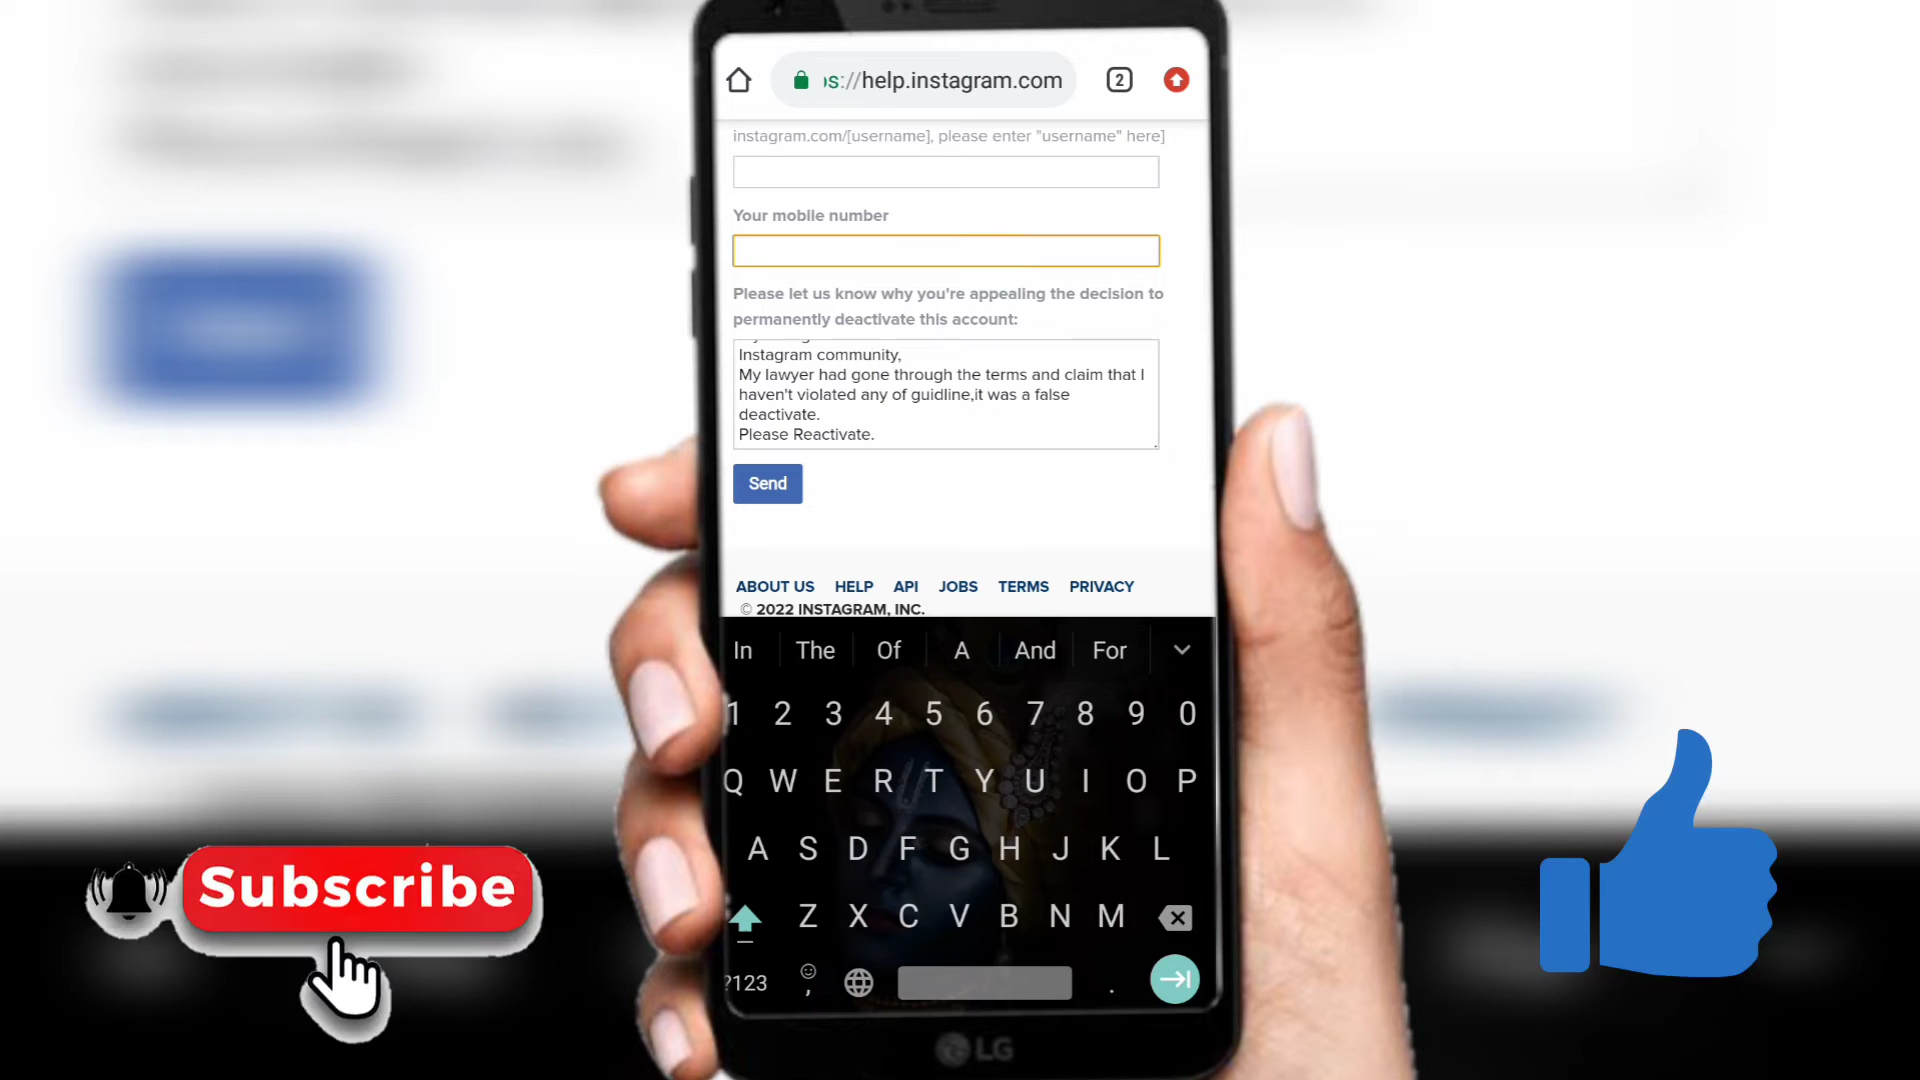 s://help.instagram.com
2
instagram.com/[username], please enter "username" here]
Your mobile number
Please let us know why you're appealing the decision to
permanently deactivate this account:
Instagram community,
My lawyer had gone through the terms and claim that I
haven't violated any of guidline,it was a false
deactivate.
Please Reactivate.
Send
ABOUT US HELP API JOBS TERMS PRIVACY
© 2022 INSTAGRAM, INC.
In The Of A And For
1 2 3 4 5 6 7 8 9 0
Q W E R T Y U I O P
A S D F G H J K L
Z X C V B N M
?123 , .
LG
Subscribe